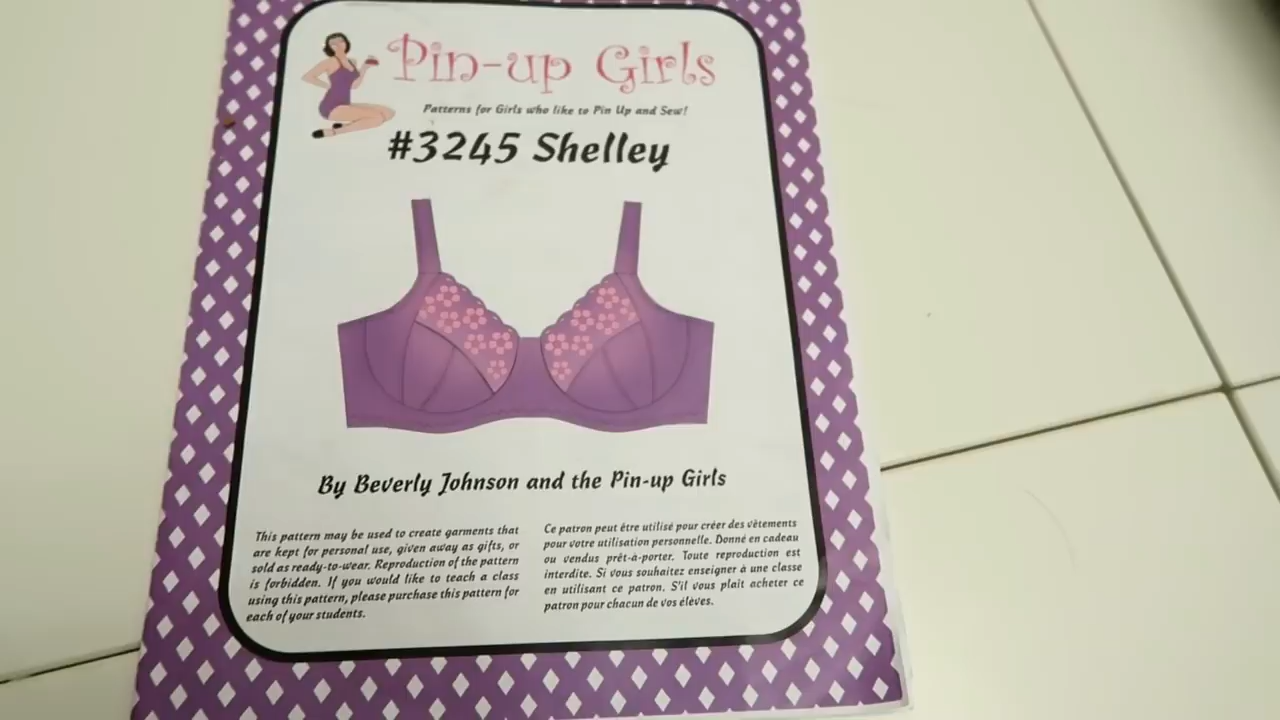 Pin-up Girls
Patterns for Girls who like to Pin Up and Sew!
#3245 Shelley
By Beverly Johnson and the Pin-up Girls
This pattern may be used to create garments that
are kept for personal use, given away as gifts, or
sold as ready-to-wear. Reproduction of the pattern
is forbidden. If you would like to teach a class
using this pattern, please purchase this pattern for
each of your students.
Ce patron peut être utilisé pour créer des vêtements
pour votre utilisation personnelle. Donné en cadeau
ou vendus prêt-à-porter. Toute reproduction est
interdite. Si vous souhaitez enseigner à une classe
en utilisant ce patron. S'il vous plaît acheter ce
patron pour chacun de vos élèves.